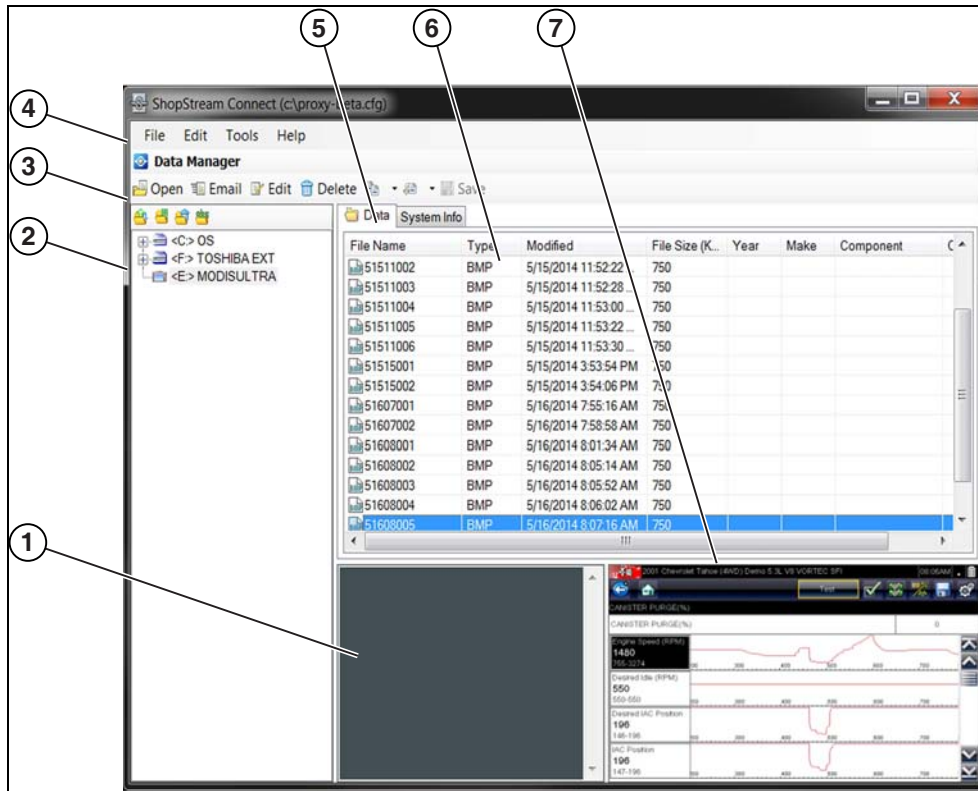 5
6
7
ShopStream Connect (c:\proxy-beta.cfg)
4
File Edit Tools Help
Data Manager
3
Open Email Edit Delete Save
Data System Info
2
<C:> OS
<F:> TOSHIBA EXT
<E:> MODISULTRA
File Name Type Modified File Size (K... Year Make Component
51511002 BMP 5/15/2014 11:52:22 ... 750
51511003 BMP 5/15/2014 11:52:28 ... 750
51511004 BMP 5/15/2014 11:53:00 ... 750
51511005 BMP 5/15/2014 11:53:22 ... 750
51511006 BMP 5/15/2014 11:53:30 ... 750
51515001 BMP 5/15/2014 3:53:54 PM 750
51515002 BMP 5/15/2014 3:54:06 PM 750
51607001 BMP 5/16/2014 7:55:16 AM 750
51607002 BMP 5/16/2014 7:58:58 AM 750
51608001 BMP 5/16/2014 8:01:34 AM 750
51608002 BMP 5/16/2014 8:05:14 AM 750
51608003 BMP 5/16/2014 8:05:52 AM 750
51608004 BMP 5/16/2014 8:06:02 AM 750
51608005 BMP 5/16/2014 8:07:16 AM 750
1
2001 Chevrolet Tahoe (4WD) Demo 5.3L V8 VORTEC SFI 08:06AM
Test
CANISTER PURGE(%)
CANISTER PURGE(%) 0
Engine Speed (RPM)
1480
755-3274
Desired Idle (RPM)
550
550-550
Desired IAC Position
196
146-196
IAC Position
196
147-196